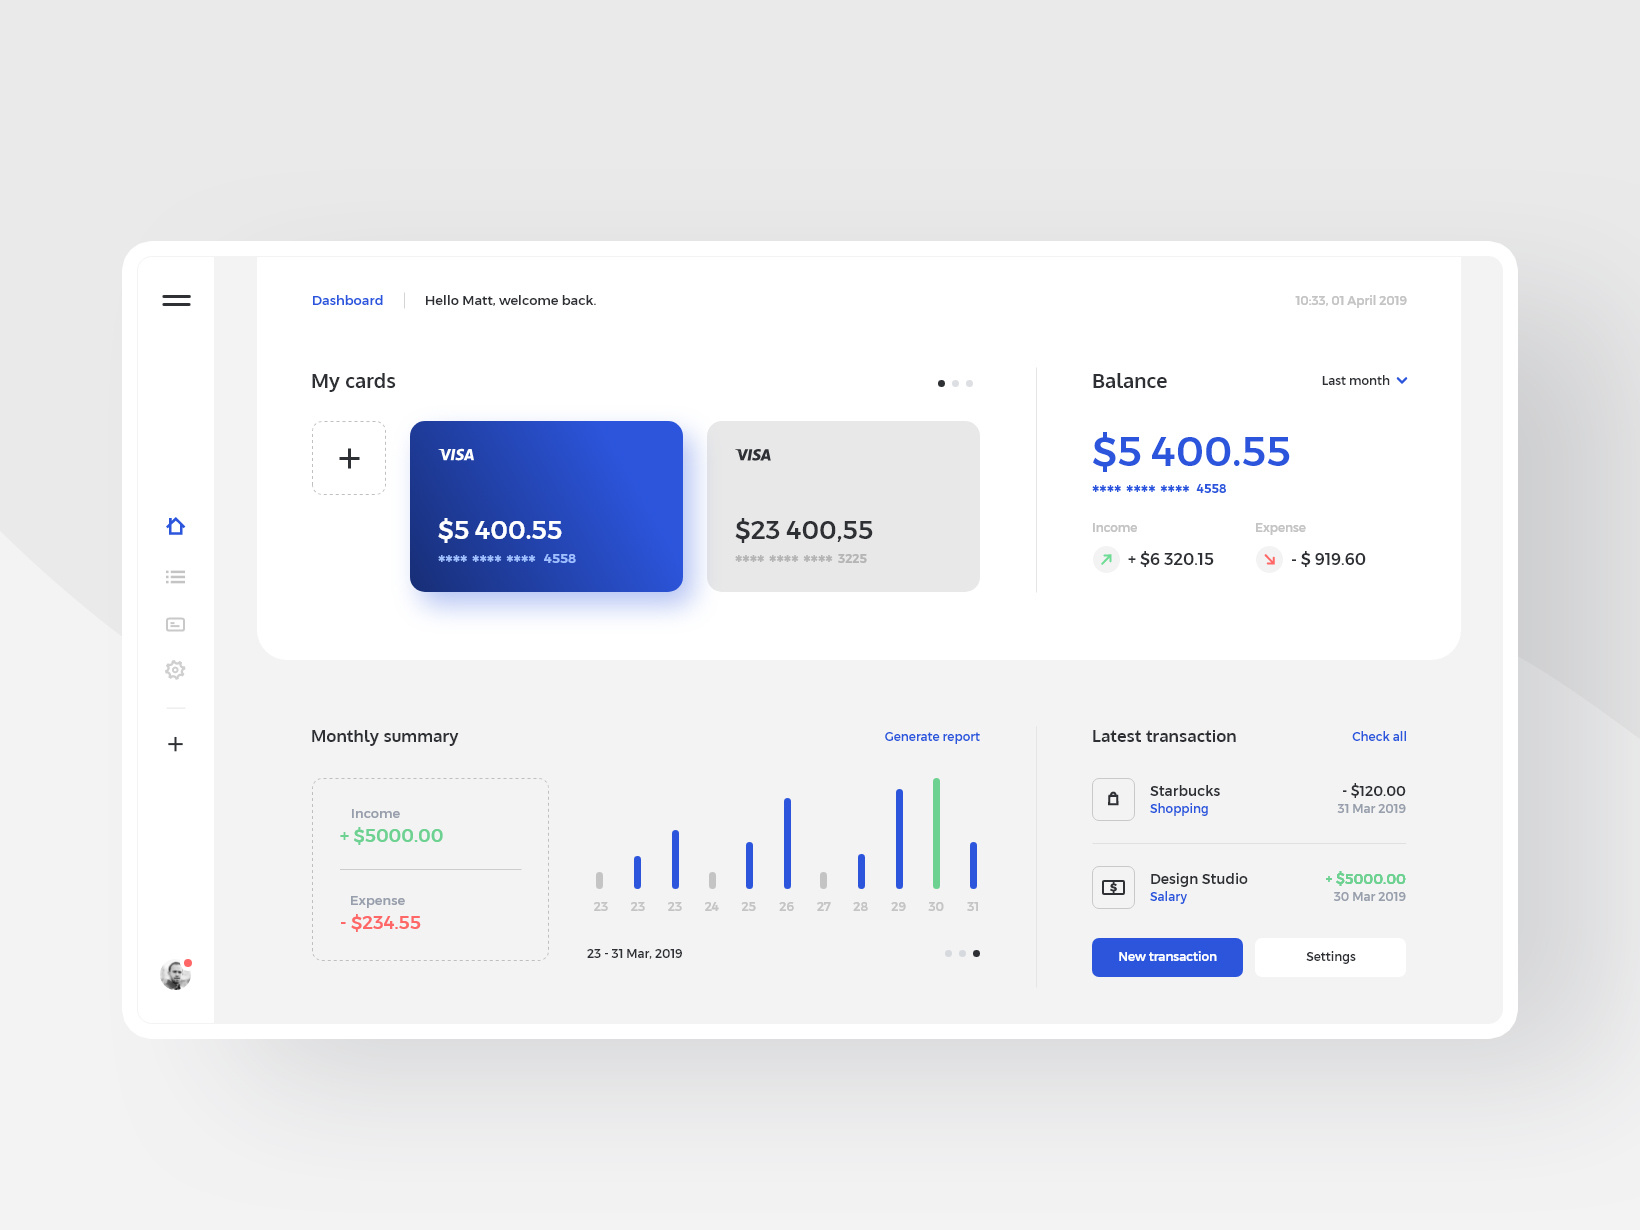 Dashboard
Hello Matt, welcome back.
10:33, 01 April 2019
My cards
VISA
$5 400.55
**** **** **** 4558
VISA
$23 400,55
**** **** **** 3225
Balance
Last month
$5 400.55
**** **** **** 4558
Income
+ $6 320.15
Expense
- $ 919.60
Monthly summary
Generate report
Income
+ $5000.00
Expense
- $234.55
23 23 23 24 25 26 27 28 29 30 31
23 - 31 Mar, 2019
Latest transaction
Check all
Starbucks
- $120.00
Shopping
31 Mar 2019
$
Design Studio
+ $5000.00
Salary
30 Mar 2019
New transaction
Settings